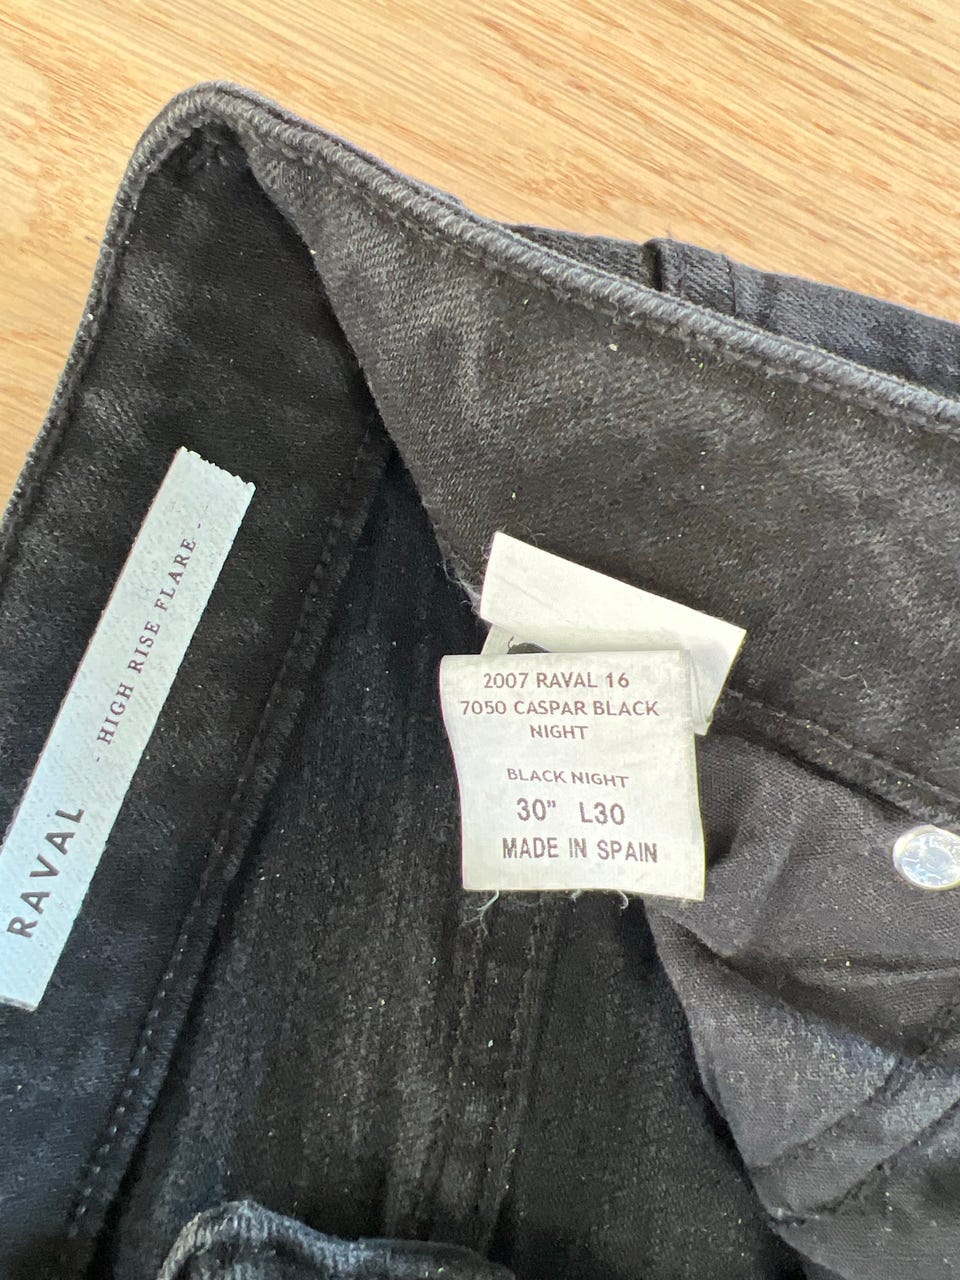 RAVAL
- HIGH RISE FLARE -
2007 RAVAL 16
7050 CASPAR BLACK
NIGHT
BLACK NIGHT
30” L30
MADE IN SPAIN